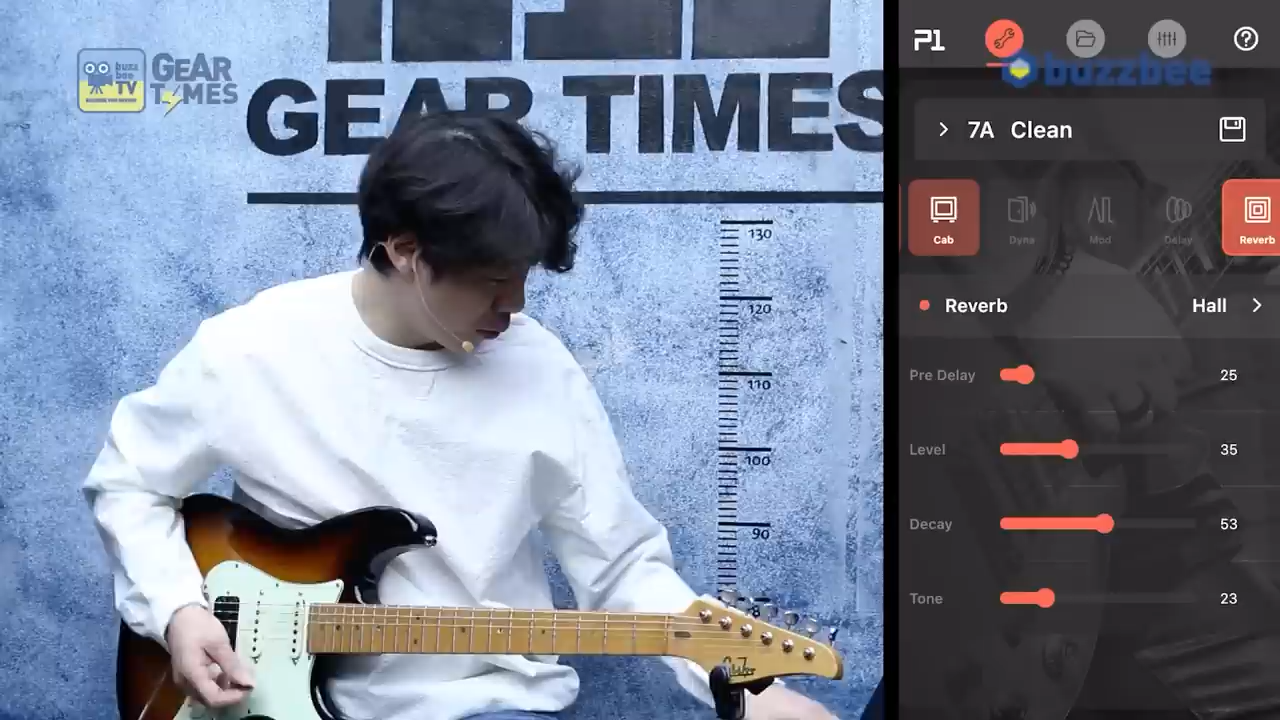 buzz
bee
TV
GEAR
TIMES
GEAR TIMES
130
120
110
100
90
8
P1
buzzbee
7A Clean
Cab
Dyna
Mod
Delay
Reverb
Reverb
Hall
Pre Delay
25
Level
35
Decay
53
Tone
23